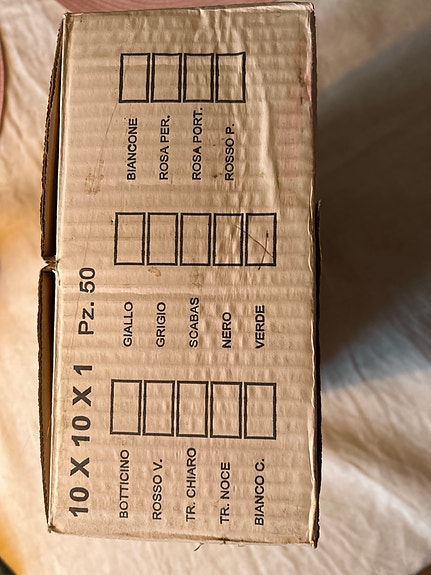 10 X 10 X 1 Pz. 50
BOTTICINO GIALLO BIANCONE
ROSSO V. GRIGIO ROSA PER.
TR. CHIARO SCABAS ROSA PORT.
TR. NOCE NERO ROSSO P.
BIANCO C. VERDE